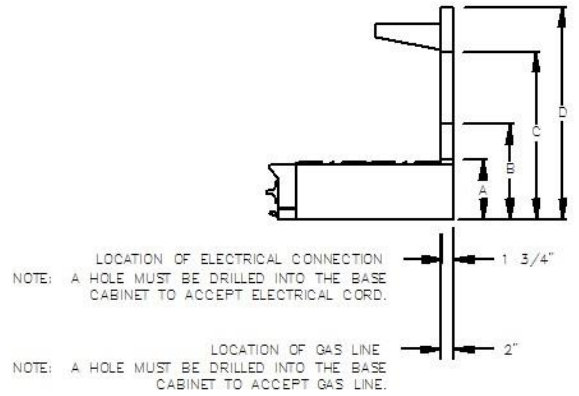 D
C
B
A
LOCATION OF ELECTRICAL CONNECTION 1 3/4"
NOTE: A HOLE MUST BE DRILLED INTO THE BASE
CABINET TO ACCEPT ELECTRICAL CORD.
LOCATION OF GAS LINE 2"
NOTE: A HOLE MUST BE DRILLED INTO THE BASE
CABINET TO ACCEPT GAS LINE.